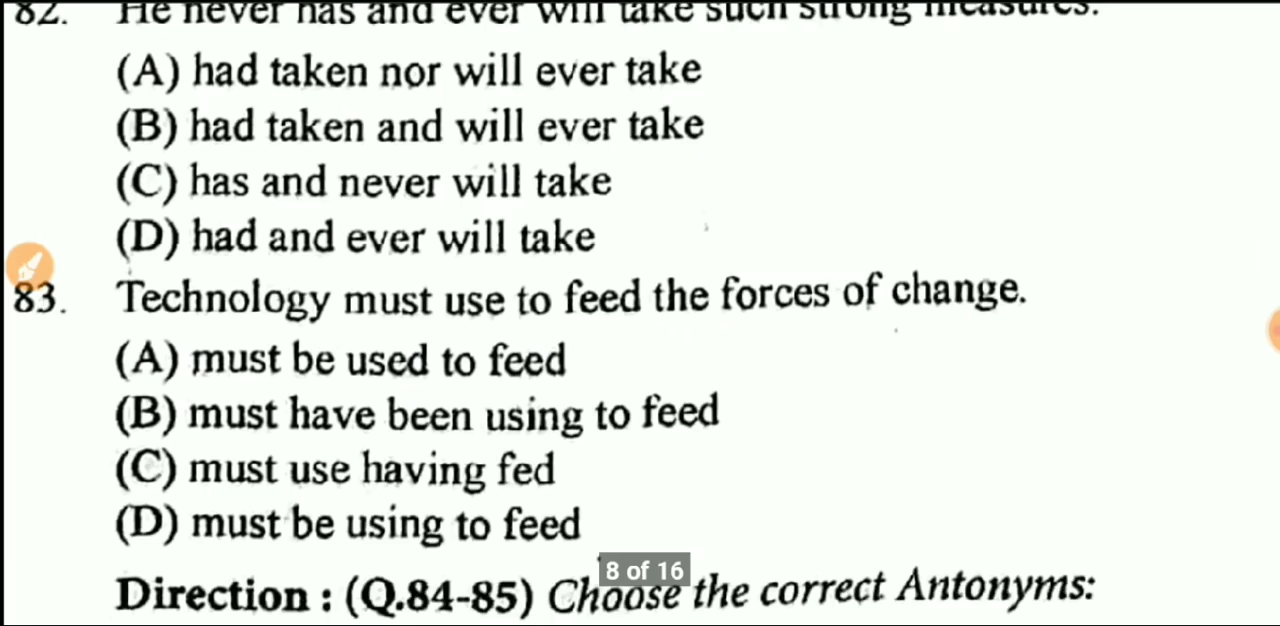 82. He never has and ever will take such strong measures.
(A) had taken nor will ever take
(B) had taken and will ever take
(C) has and never will take
(D) had and ever will take
83. Technology must use to feed the forces of change.
(A) must be used to feed
(B) must have been using to feed
(C) must use having fed
(D) must be using to feed
8 of 16
Direction : (Q.84-85) Choose the correct Antonyms: